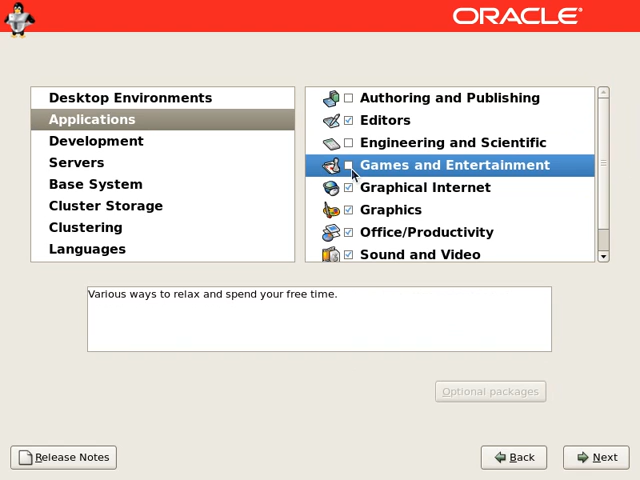 ORACLE
Desktop Environments
Applications
Development
Servers
Base System
Cluster Storage
Clustering
Languages
Authoring and Publishing
Editors
Engineering and Scientific
Games and Entertainment
Graphical Internet
Graphics
Office/Productivity
Sound and Video
Various ways to relax and spend your free time.
Optional packages
Release Notes
Back
Next